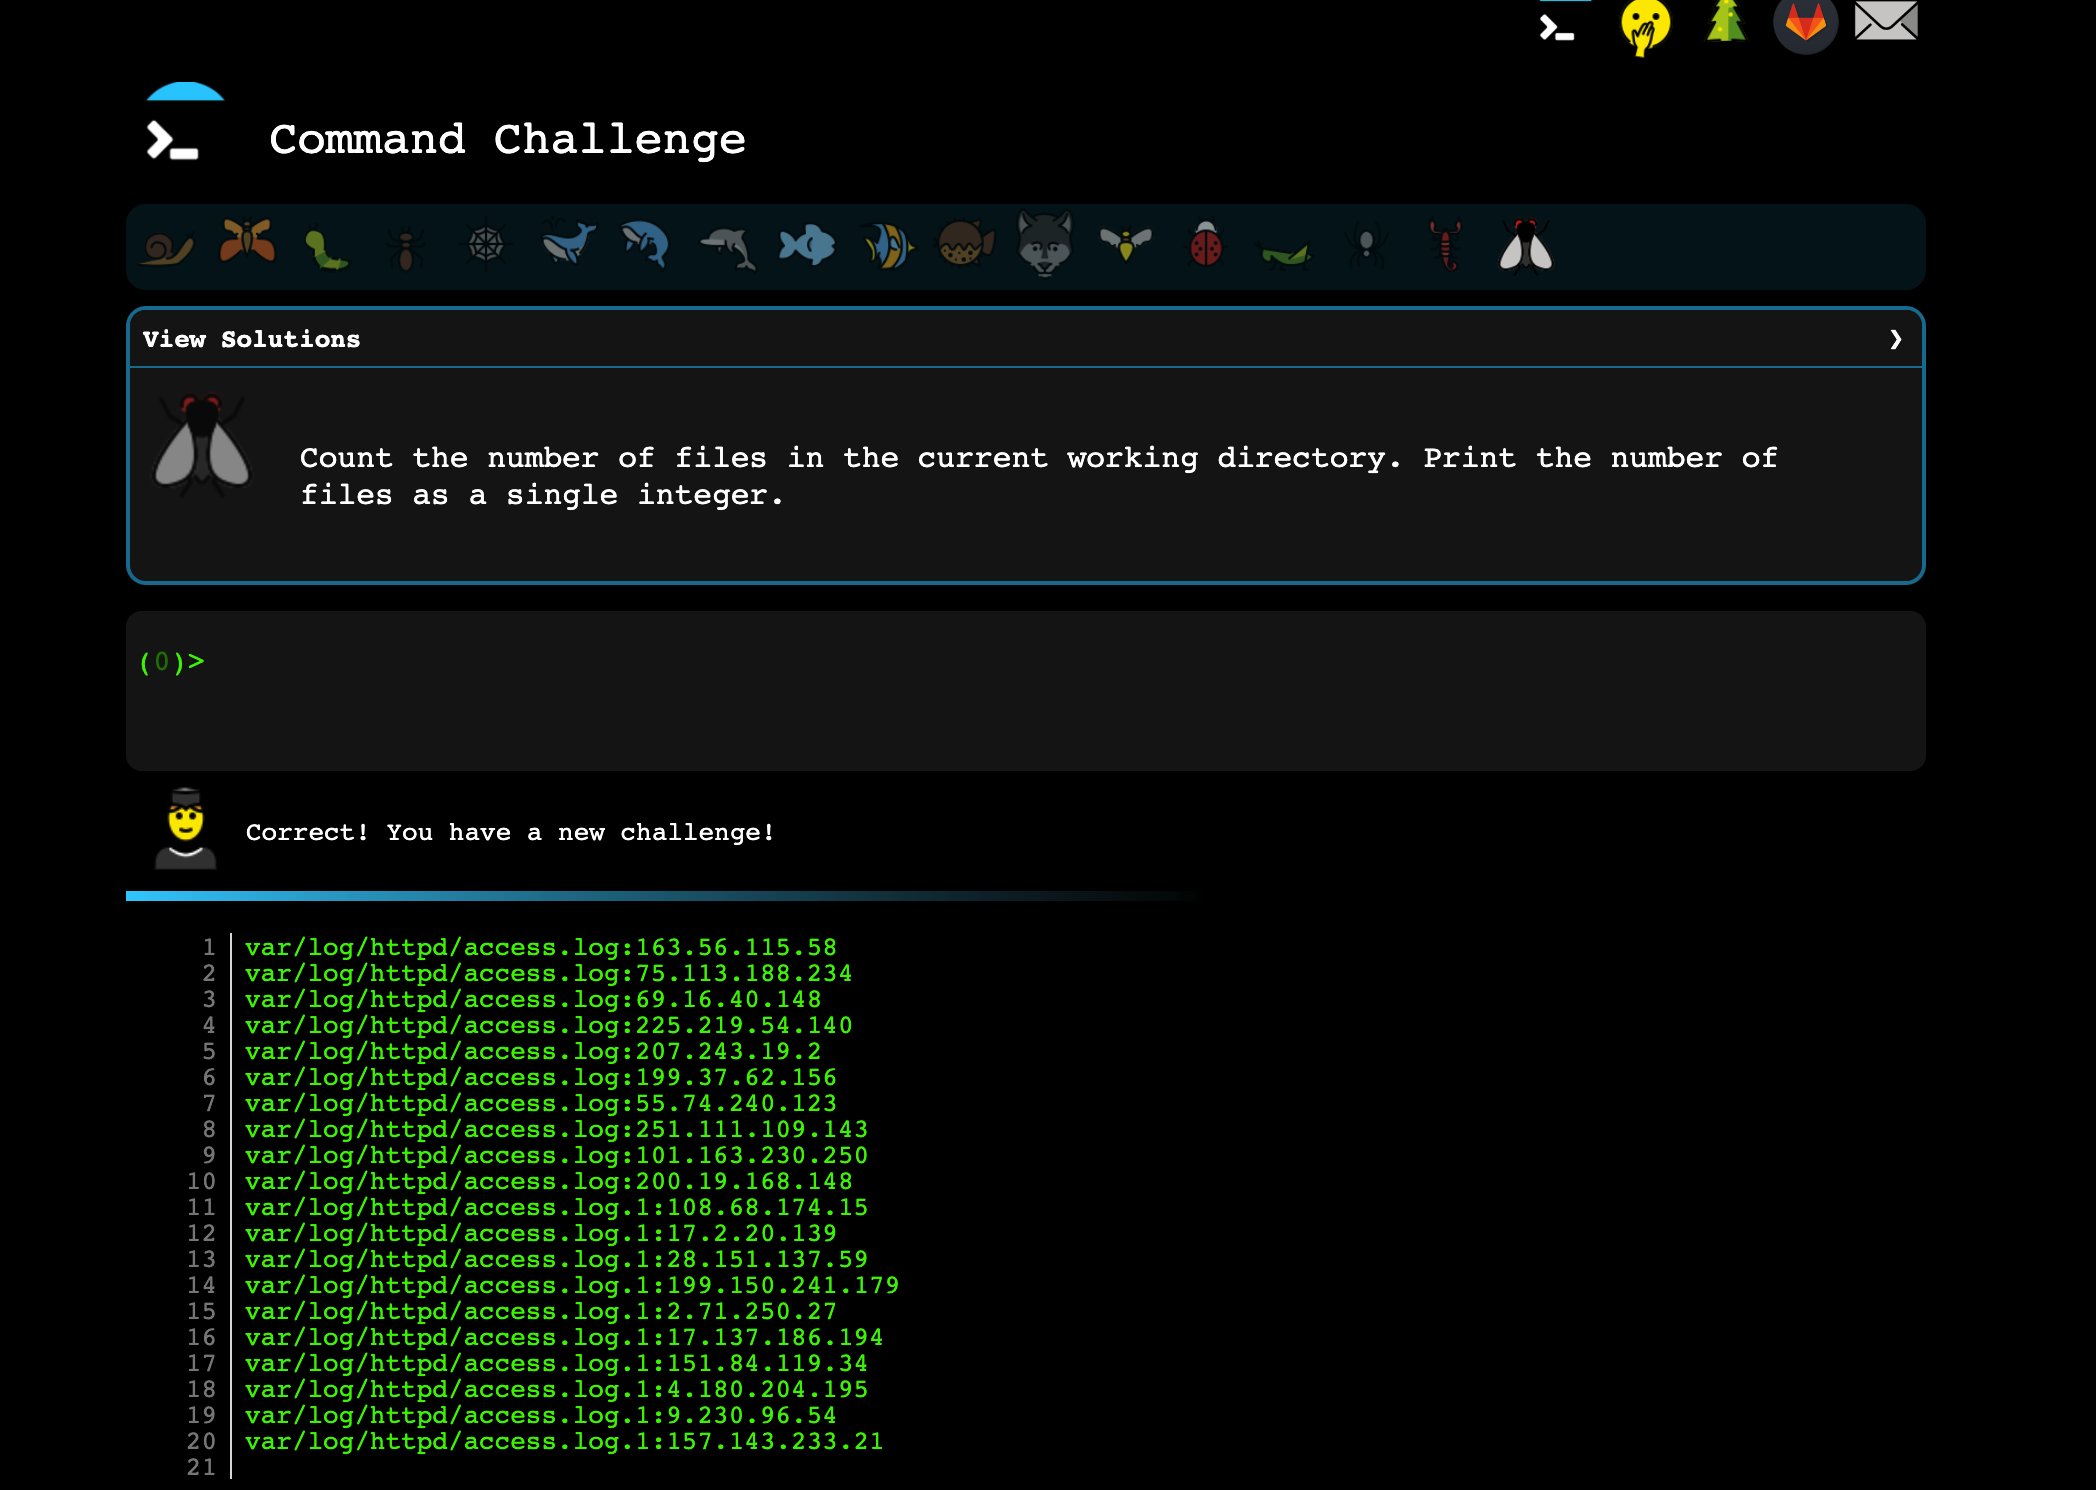 Command Challenge
View Solutions
Count the number of files in the current working directory. Print the number of
files as a single integer.
(0)>
Correct! You have a new challenge!
1 var/log/httpd/access.log:163.56.115.58
2 var/log/httpd/access.log:75.113.188.234
3 var/log/httpd/access.log:69.16.40.148
4 var/log/httpd/access.log:225.219.54.140
5 var/log/httpd/access.log:207.243.19.2
6 var/log/httpd/access.log:199.37.62.156
7 var/log/httpd/access.log:55.74.240.123
8 var/log/httpd/access.log:251.111.109.143
9 var/log/httpd/access.log:101.163.230.250
10 var/log/httpd/access.log:200.19.168.148
11 var/log/httpd/access.log.1:108.68.174.15
12 var/log/httpd/access.log.1:17.2.20.139
13 var/log/httpd/access.log.1:28.151.137.59
14 var/log/httpd/access.log.1:199.150.241.179
15 var/log/httpd/access.log.1:2.71.250.27
16 var/log/httpd/access.log.1:17.137.186.194
17 var/log/httpd/access.log.1:151.84.119.34
18 var/log/httpd/access.log.1:4.180.204.195
19 var/log/httpd/access.log.1:9.230.96.54
20 var/log/httpd/access.log.1:157.143.233.21
21